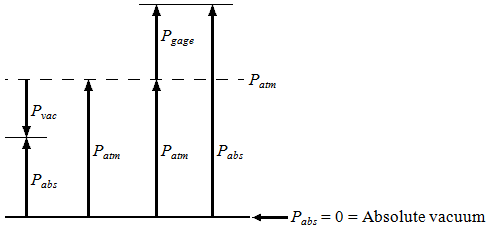 P_gage
P_atm
P_vac
P_atm
P_atm
P_abs
P_abs
P_abs = 0 = Absolute vacuum